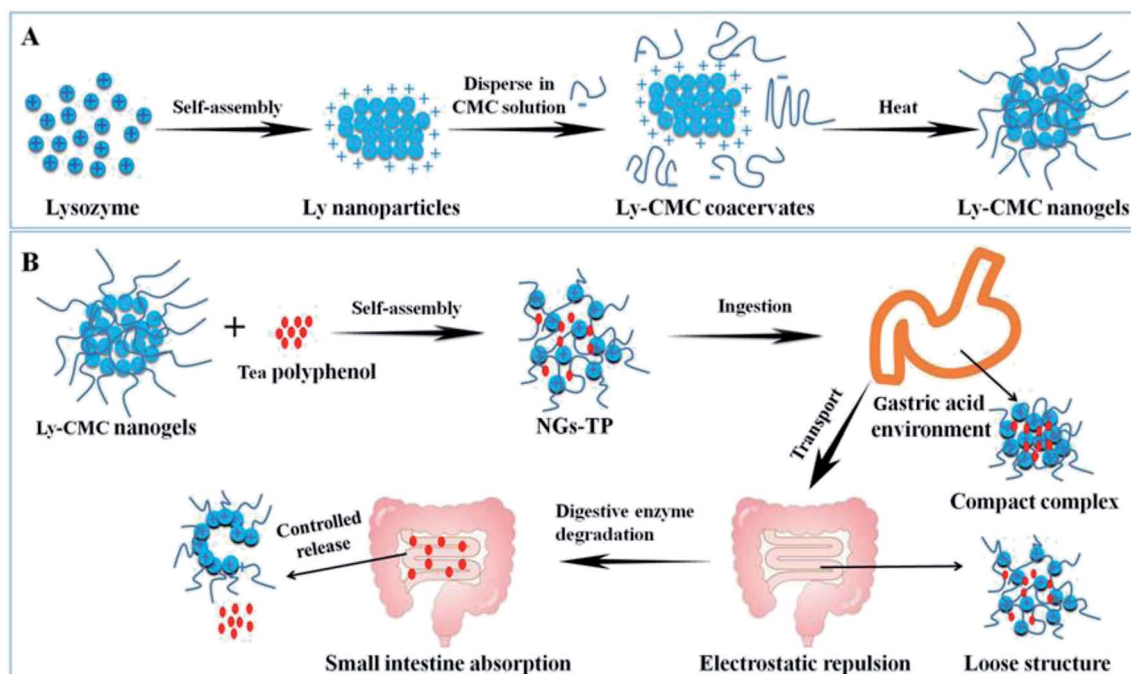 A
Self-assembly
Disperse in
CMC solution
Heat
Lysozyme
Ly nanoparticles
Ly-CMC coacervates
Ly-CMC nanogels
B
Self-assembly
Ingestion
+
Tea polyphenol
Ly-CMC nanogels
NGs-TP
Gastric acid
environment
Transport
Compact complex
Controlled
release
Digestive enzyme
degradation
Small intestine absorption
Electrostatic repulsion
Loose structure